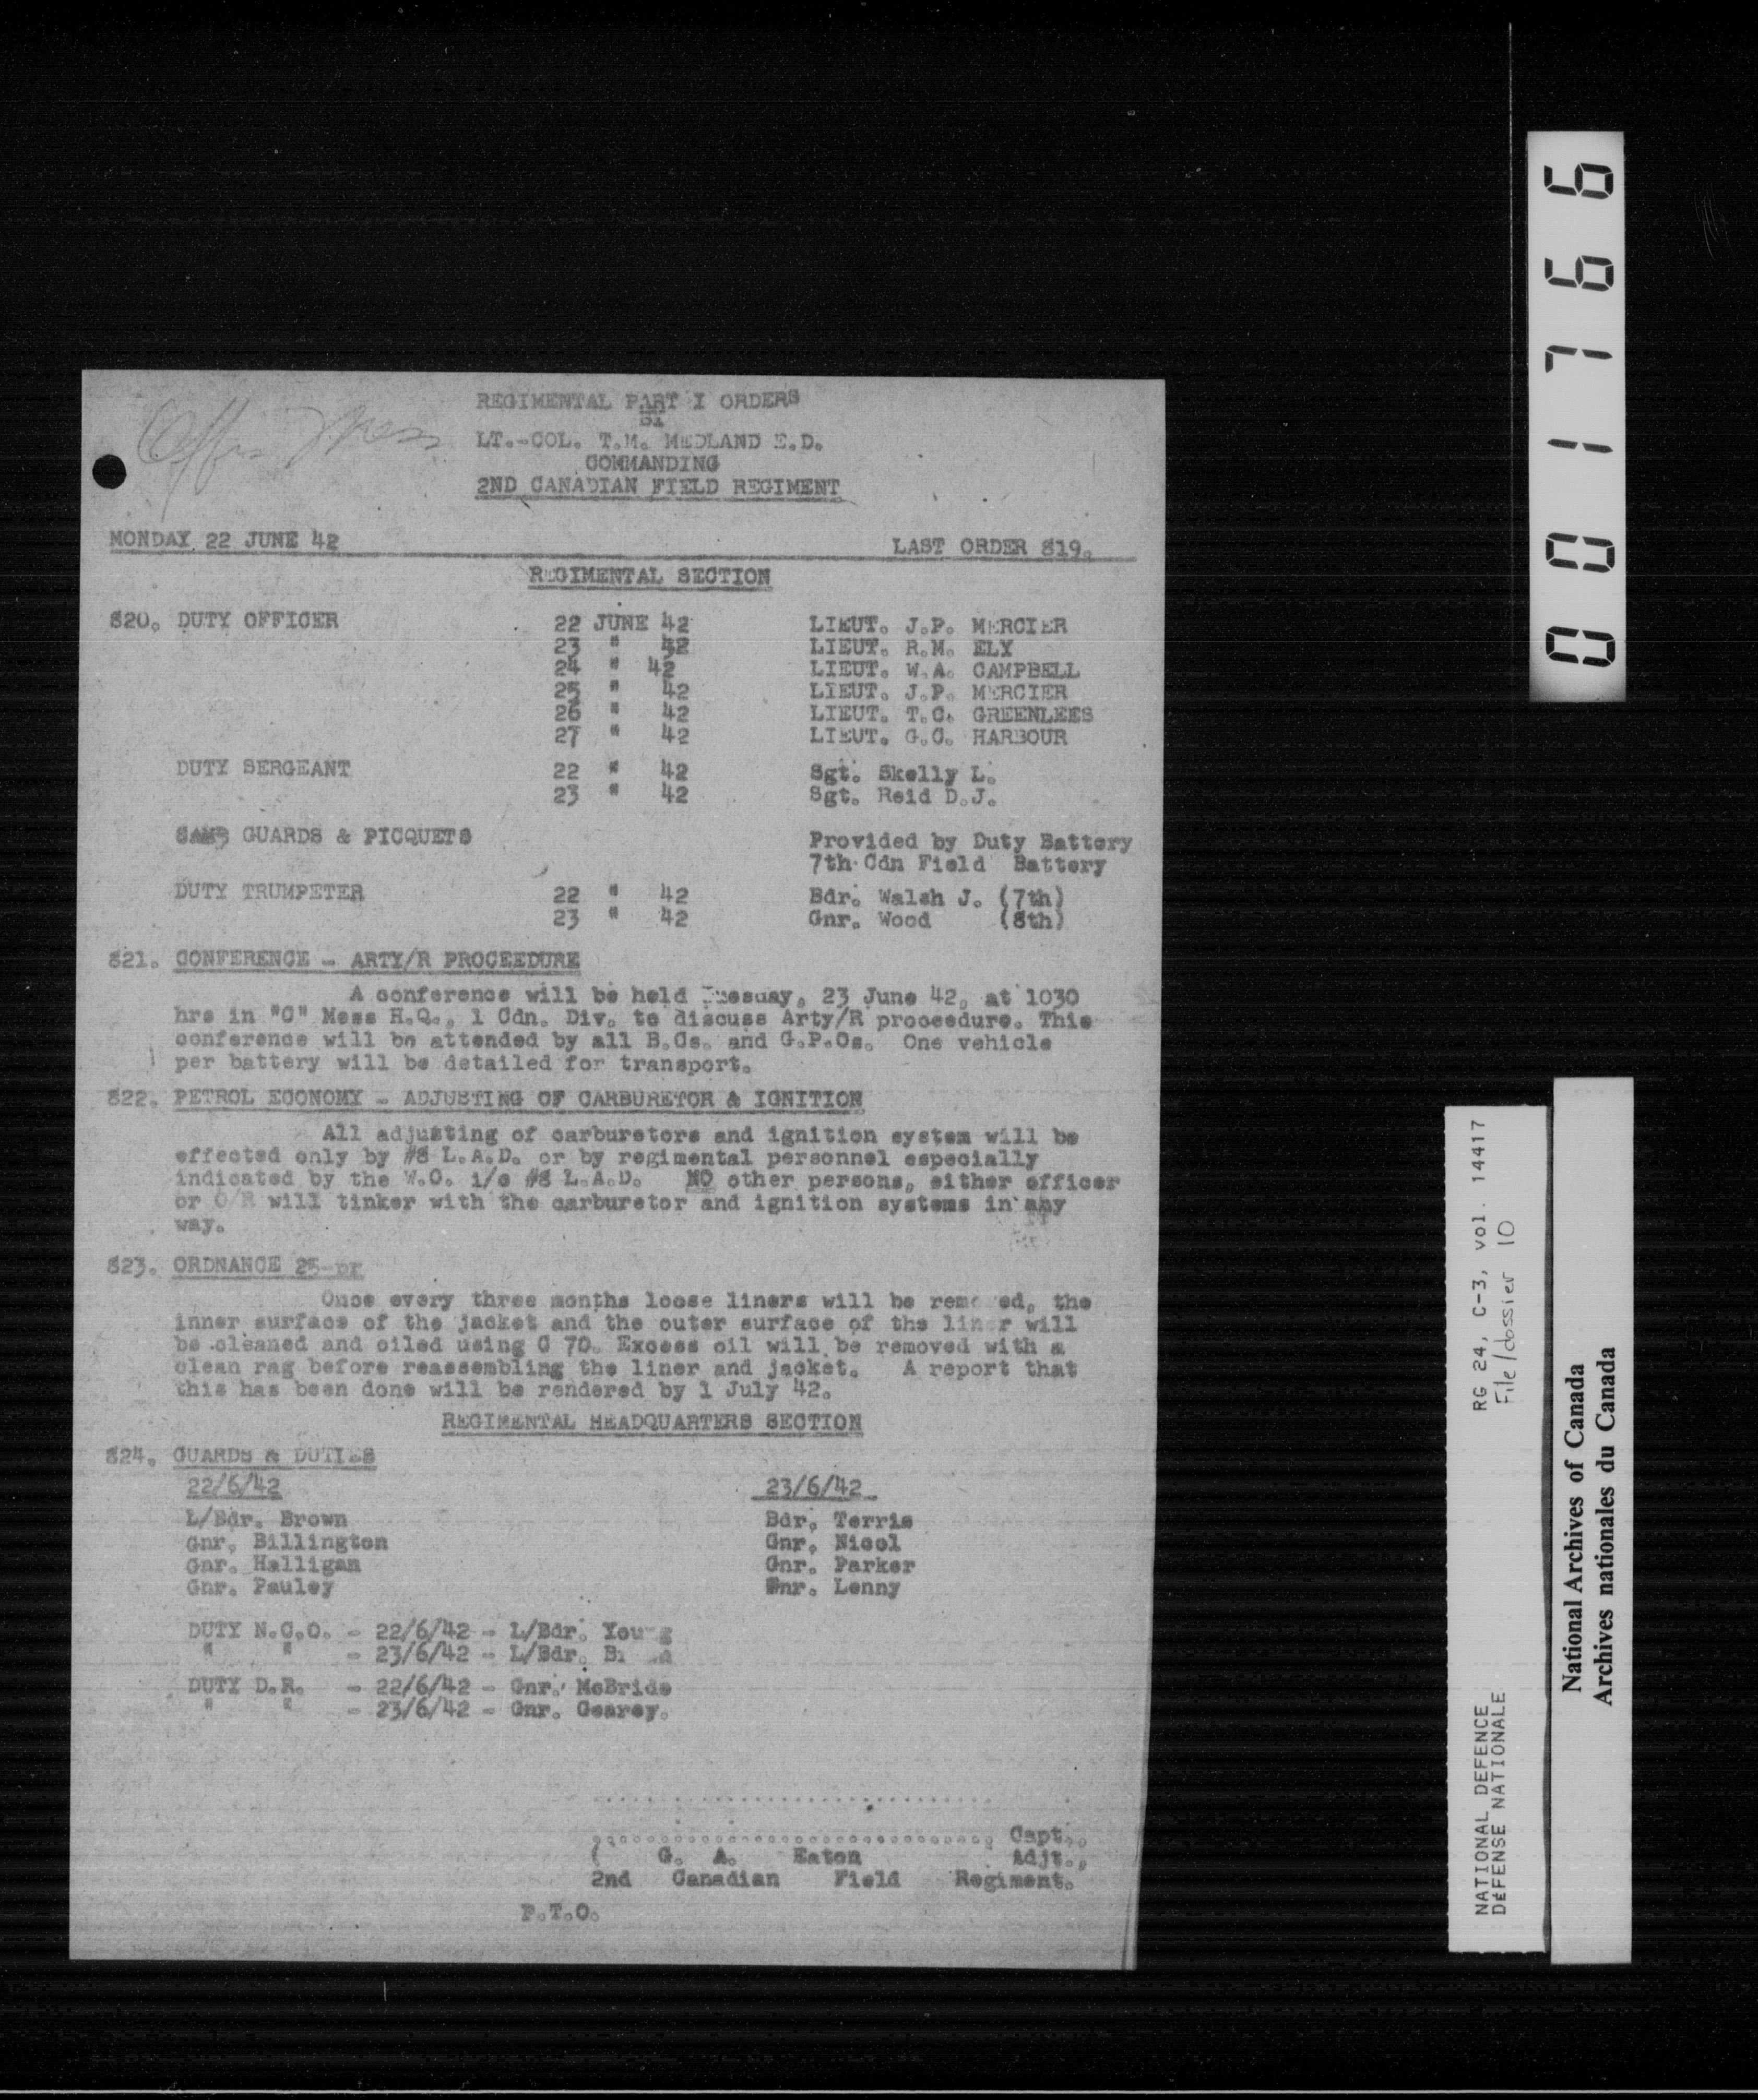 Offrs Mess
REGIMENTAL PART I ORDERS
BY
LT.-COL. T.M. MEDLAND E.D.
COMMANDING
2ND CANADIAN FIELD REGIMENT
MONDAY 22 JUNE 42 LAST ORDER 819.
REGIMENTAL SECTION
820. DUTY OFFICER 22 JUNE 42 LIEUT. J.P. MERCIER
23 " 42 LIEUT. R.M. ELY
24 " 42 LIEUT. W.A. CAMPBELL
25 " 42 LIEUT. J.P. MERCIER
26 " 42 LIEUT. T.C. GREENLEES
27 " 42 LIEUT. G.C. HARBOUR
DUTY SERGEANT 22 " 42 Sgt. Skelly L.
23 " 42 Sgt. Reid D.J.
GUARDS & PICQUETS Provided by Duty Battery
7th Cdn Field Battery
DUTY TRUMPETER 22 " 42 Bdr. Walsh J. (7th)
23 " 42 Gnr. Wood (8th)
821. CONFERENCE - ARTY/R PROCEEDURE
A conference will be held Tuesday, 23 June 42, at 1030
hrs in "C" Mess H.Q., 1 Cdn. Div. to discuss Arty/R proceedure. This
conference will be attended by all B.Cs. and G.P.Os. One vehicle
per battery will be detailed for transport.
822. PETROL ECONOMY - ADJUSTING OF CARBURETOR & IGNITION
All adjusting of carburetors and ignition system will be
effected only by #8 L.A.D. or by regimental personnel especially
indicated by the W.O. i/c #8 L.A.D. NO other persons, either officer
or O/R will tinker with the carburetor and ignition systems in any
way.
823. ORDNANCE 25-pr
Once every three months loose liners will be removed, the
inner surface of the jacket and the outer surface of the liner will
be cleaned and oiled using C 70. Excess oil will be removed with a
clean rag before reassembling the liner and jacket. A report that
this has been done will be rendered by 1 July 42.
REGIMENTAL HEADQUARTERS SECTION
824. GUARDS & DUTIES
22/6/42 23/6/42
L/Bdr. Brown Bdr. Terris
Gnr. Billington Gnr. Nicol
Gnr. Halligan Gnr. Parker
Gnr. Pauley Gnr. Lenny
DUTY N.C.O. - 22/6/42 - L/Bdr. Young
" " - 23/6/42 - L/Bdr.
DUTY D.R. - 22/6/42 - Gnr. McBride
" " - 23/6/42 - Gnr. Gearey.
.............................. Capt.,
( G. A. Eaton Adjt.,
2nd Canadian Field Regiment.
P.T.O.
001766
RG 24, C-3, vol. 14417
File/dossier 10
NATIONAL DEFENCE
DÉFENSE NATIONALE
National Archives of Canada
Archives nationales du Canada